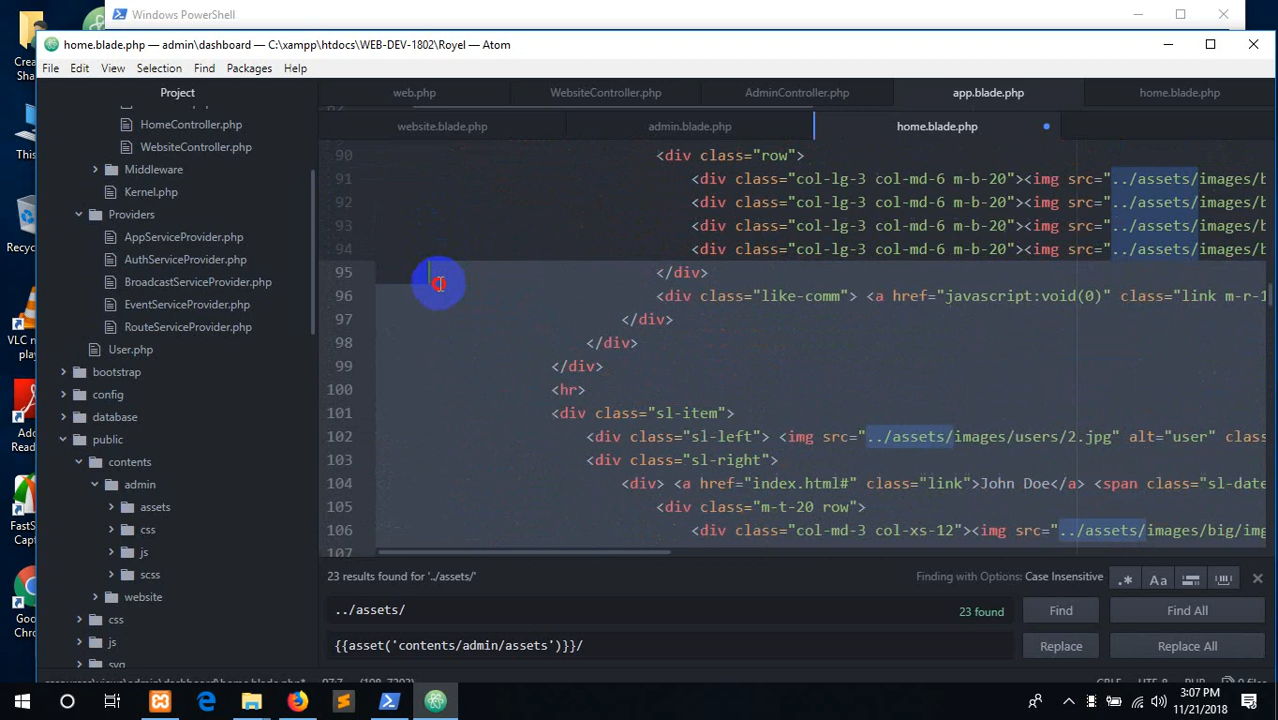 Windows PowerShell
home.blade.php — admin\dashboard — C:\xampp\htdocs\WEB-DEV-1802\Royel — Atom
File Edit View Selection Find Packages Help
Project
web.php WebsiteController.php AdminController.php app.blade.php home.blade.php
website.blade.php admin.blade.php home.blade.php
HomeController.php
WebsiteController.php
Middleware
Kernel.php
Providers
AppServiceProvider.php
AuthServiceProvider.php
BroadcastServiceProvider.php
EventServiceProvider.php
RouteServiceProvider.php
User.php
bootstrap
config
database
public
contents
admin
assets
css
js
scss
website
css
js
svg
90 <div class="row">
91 <div class="col-lg-3 col-md-6 m-b-20"><img src="../assets/images/b
92 <div class="col-lg-3 col-md-6 m-b-20"><img src="../assets/images/b
93 <div class="col-lg-3 col-md-6 m-b-20"><img src="../assets/images/b
94 <div class="col-lg-3 col-md-6 m-b-20"><img src="../assets/images/b
95 </div>
96 <div class="like-comm"> <a href="javascript:void(0)" class="link m-r-1
97 </div>
98 </div>
99 </div>
100 <hr>
101 <div class="sl-item">
102 <div class="sl-left"> <img src="../assets/images/users/2.jpg" alt="user" clas
103 <div class="sl-right">
104 <div> <a href="index.html#" class="link">John Doe</a> <span class="sl-date
105 <div class="m-t-20 row">
106 <div class="col-md-3 col-xs-12"><img src="../assets/images/big/img
107
23 results found for '../assets/' Finding with Options: Case Insensitive .* Aa
../assets/ 23 found Find Find All
{{asset('contents/admin/assets')}}/ Replace Replace All
3:07 PM
11/21/2018